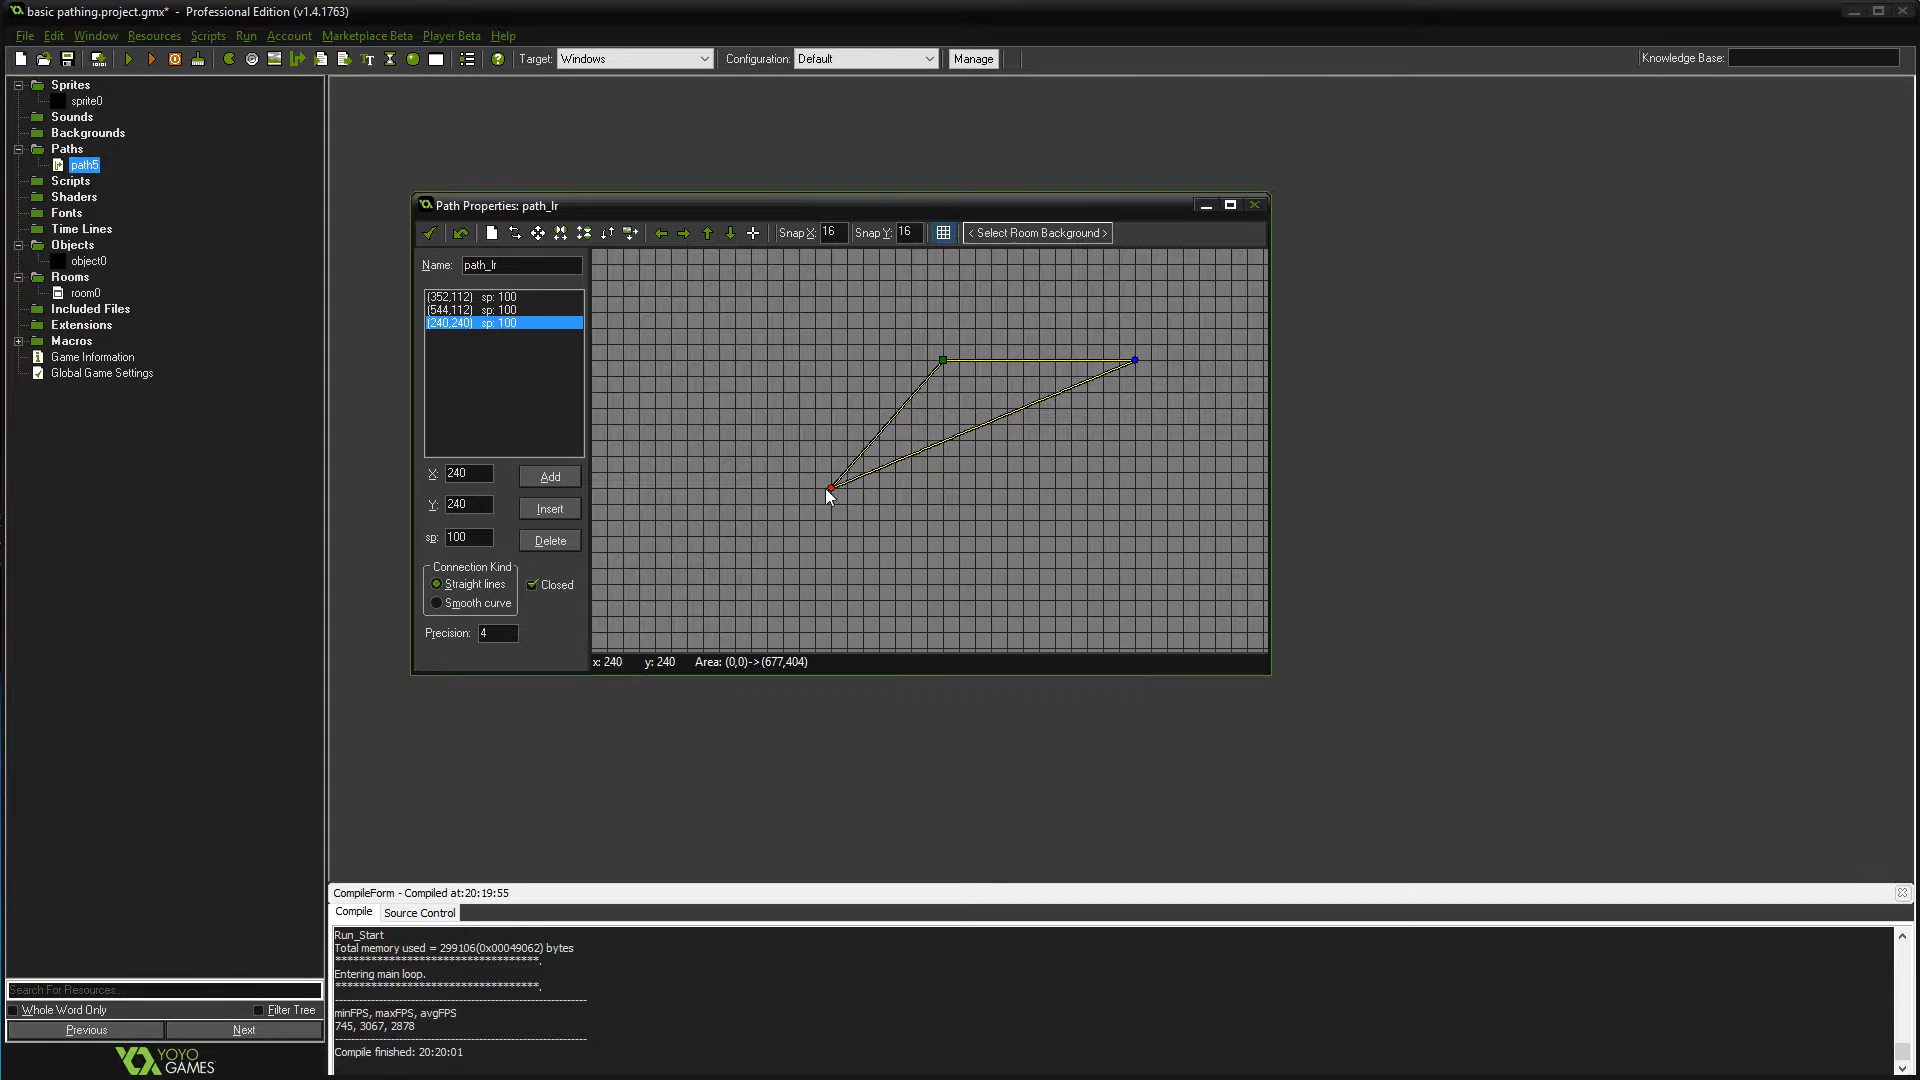 basic pathing.project.gmx* - Professional Edition (v1.4.1763)
File Edit Window Resources Scripts Run Account Marketplace Beta Player Beta Help
Target: Windows Configuration: Default Manage Knowledge Base:
Sprites
sprite0
Sounds
Backgrounds
Paths
path5
Scripts
Shaders
Fonts
Time Lines
Objects
object0
Rooms
room0
Included Files
Extensions
Macros
Game Information
Global Game Settings
Path Properties: path_lr
Snap X: 16 Snap Y: 16 < Select Room Background >
Name: path_lr
(352,112) sp: 100
(544,112) sp: 100
(240,240) sp: 100
X: 240 Add
Y: 240 Insert
sp: 100 Delete
Connection Kind
Straight lines Closed
Smooth curve
Precision: 4
x: 240 y: 240 Area: (0,0)->(677,404)
CompileForm - Compiled at:20:19:55
Compile Source Control
Run_Start
Total memory used = 299106(0x00049062) bytes
*********************************.
Entering main loop.
*********************************.
----------------------------------------------------------------
minFPS, maxFPS, avgFPS
745, 3067, 2878
----------------------------------------------------------------
Compile finished: 20:20:01
Search For Resources...
Whole Word Only Filter Tree
Previous Next
YOYO
GAMES